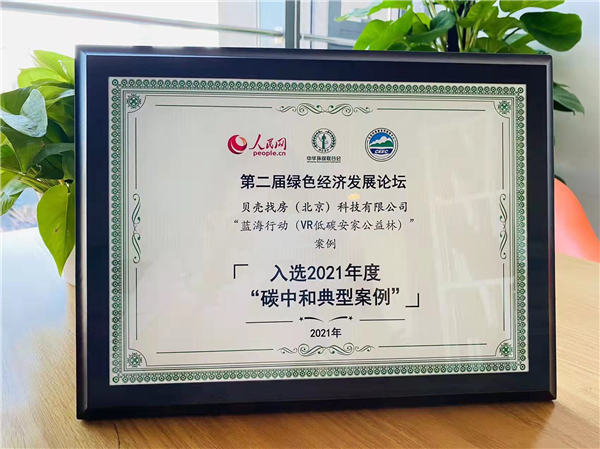 人民网
people.cn
中华环保联合会
CEEC
第二届绿色经济发展论坛
贝壳找房（北京）科技有限公司
“蓝海行动（VR低碳安家公益林）”
案例
「入选2021年度
“碳中和典型案例”」
2021年